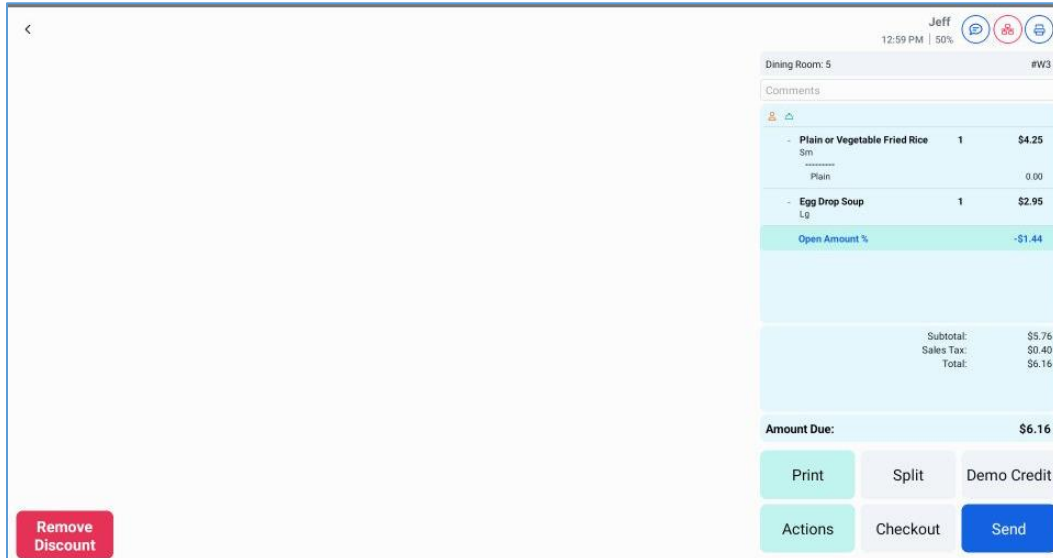 Jeff
12:59 PM | 50%
Dining Room: 5 #W3
Comments
- Plain or Vegetable Fried Rice 1 $4.25
Sm
---------
Plain 0.00
- Egg Drop Soup 1 $2.95
Lg
Open Amount % -$1.44
Subtotal: $5.76
Sales Tax: $0.40
Total: $6.16
Amount Due: $6.16
Print Split Demo Credit
Actions Checkout Send
Remove
Discount